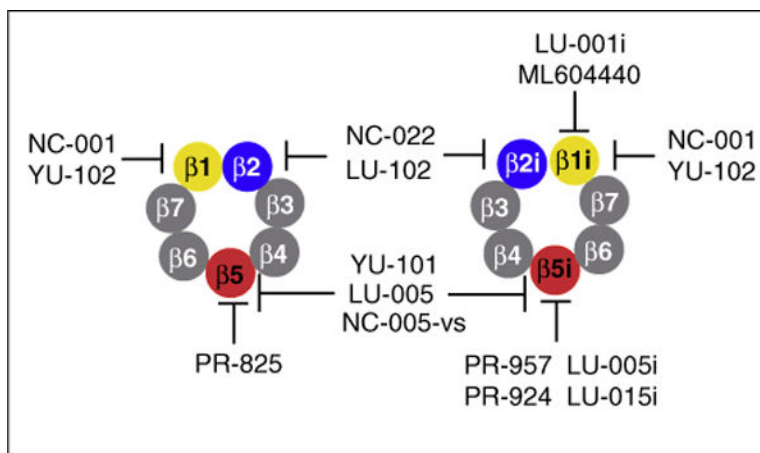 LU-001i
ML604440
NC-001
YU-102
β1
β2
NC-022
LU-102
β2i
β1i
NC-001
YU-102
β7
β3
β3
β7
β6
β4
β4
β6
β5
β5i
YU-101
LU-005
NC-005-vs
PR-825
PR-957 LU-005i
PR-924 LU-015i